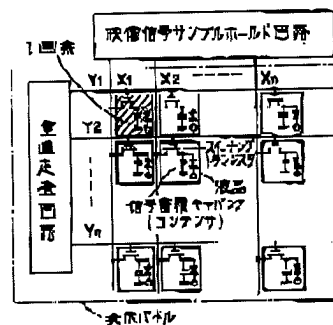 映像信号サンプルホールド回路
1画素
Y1 X1 X2 Xn
Y2
垂直走査回路
スイッチング
トランジスタ
液晶
信号蓄積キャパシタ
(コンデンサ)
Yn
表示パネル